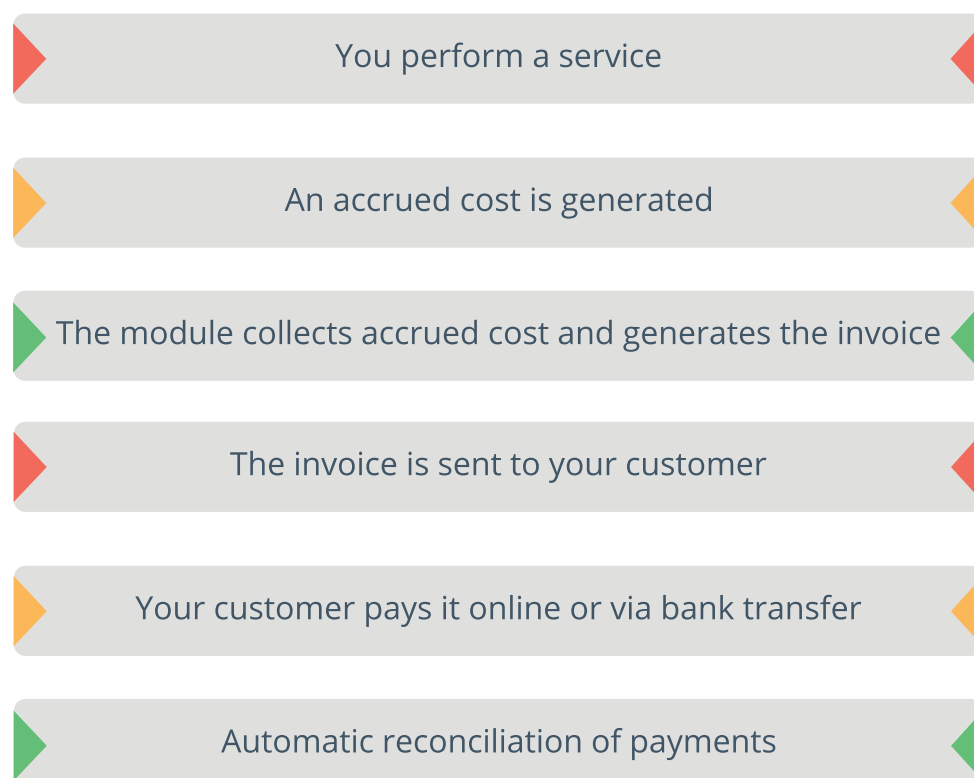 You perform a service
An accrued cost is generated
The module collects accrued cost and generates the invoice
The invoice is sent to your customer
Your customer pays it online or via bank transfer
Automatic reconciliation of payments